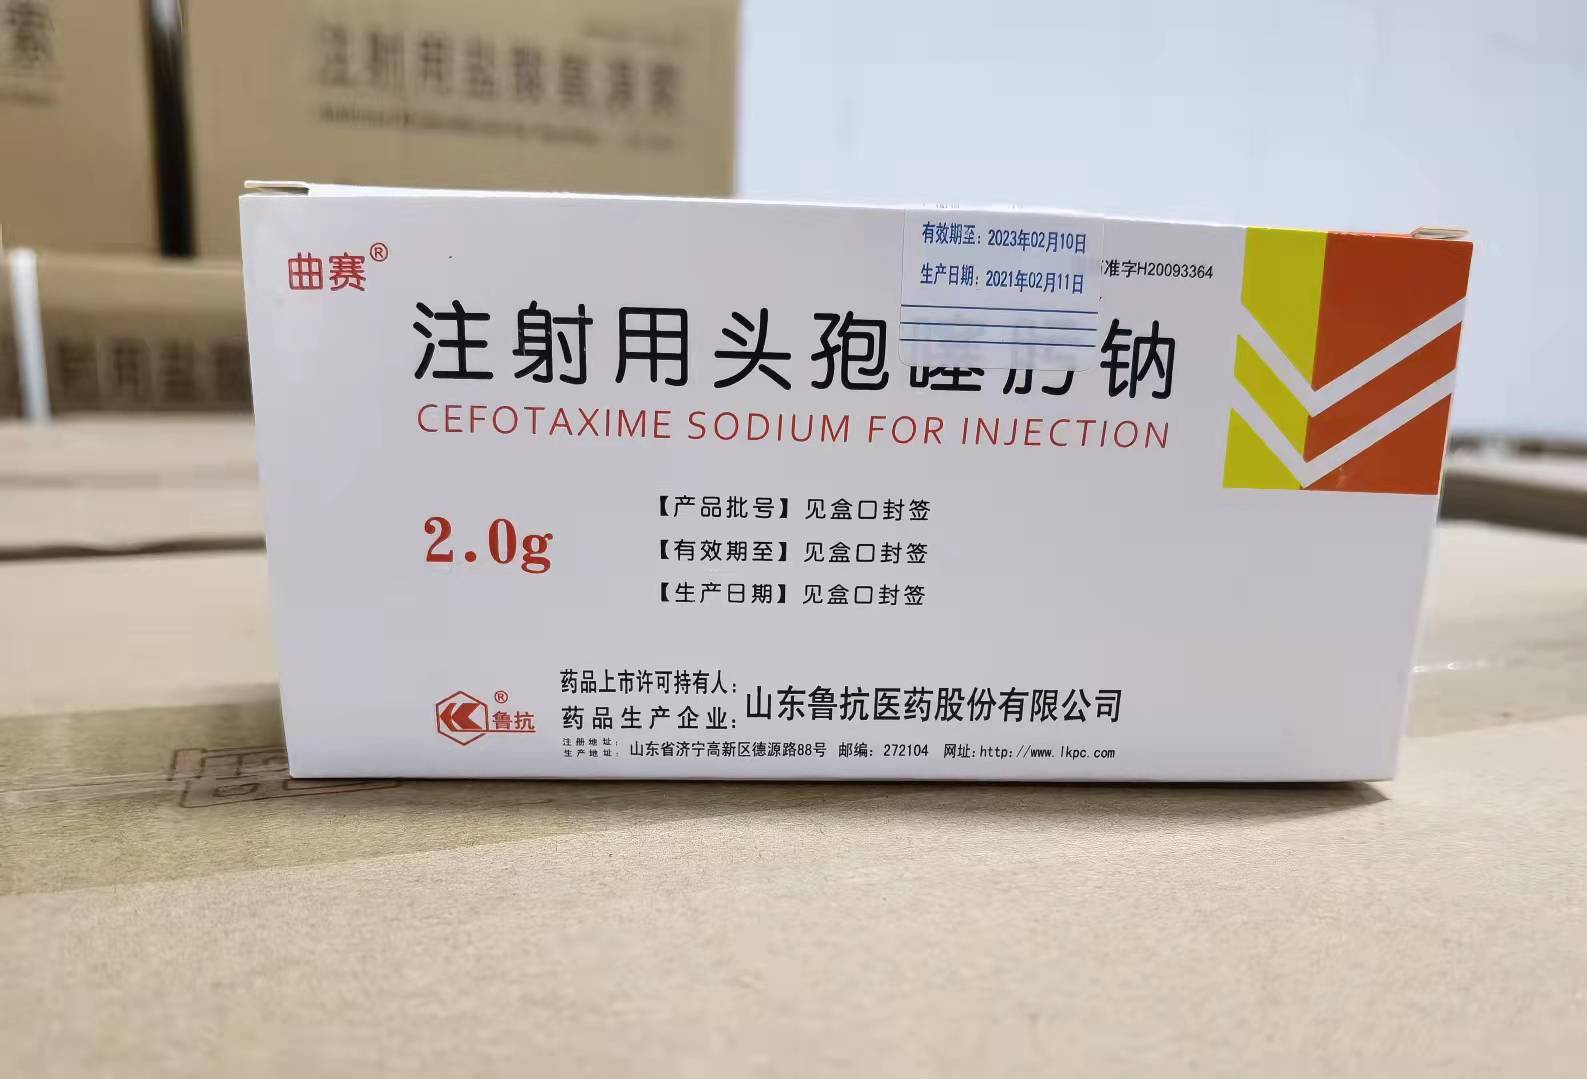 注射用盐酸
曲赛®
有效期至：2023年02月10日
生产日期：2021年02月11日
准字H20093364
注射用头孢噻肟钠
CEFOTAXIME SODIUM FOR INJECTION
2.0g
【产品批号】见盒口封签
【有效期至】见盒口封签
【生产日期】见盒口封签
®
鲁抗
药品上市许可持有人：
药品生产企业：
山东鲁抗医药股份有限公司
注册地址：
生产地址：
山东省济宁高新区德源路88号 邮编：272104 网址：http://www.lkpc.com